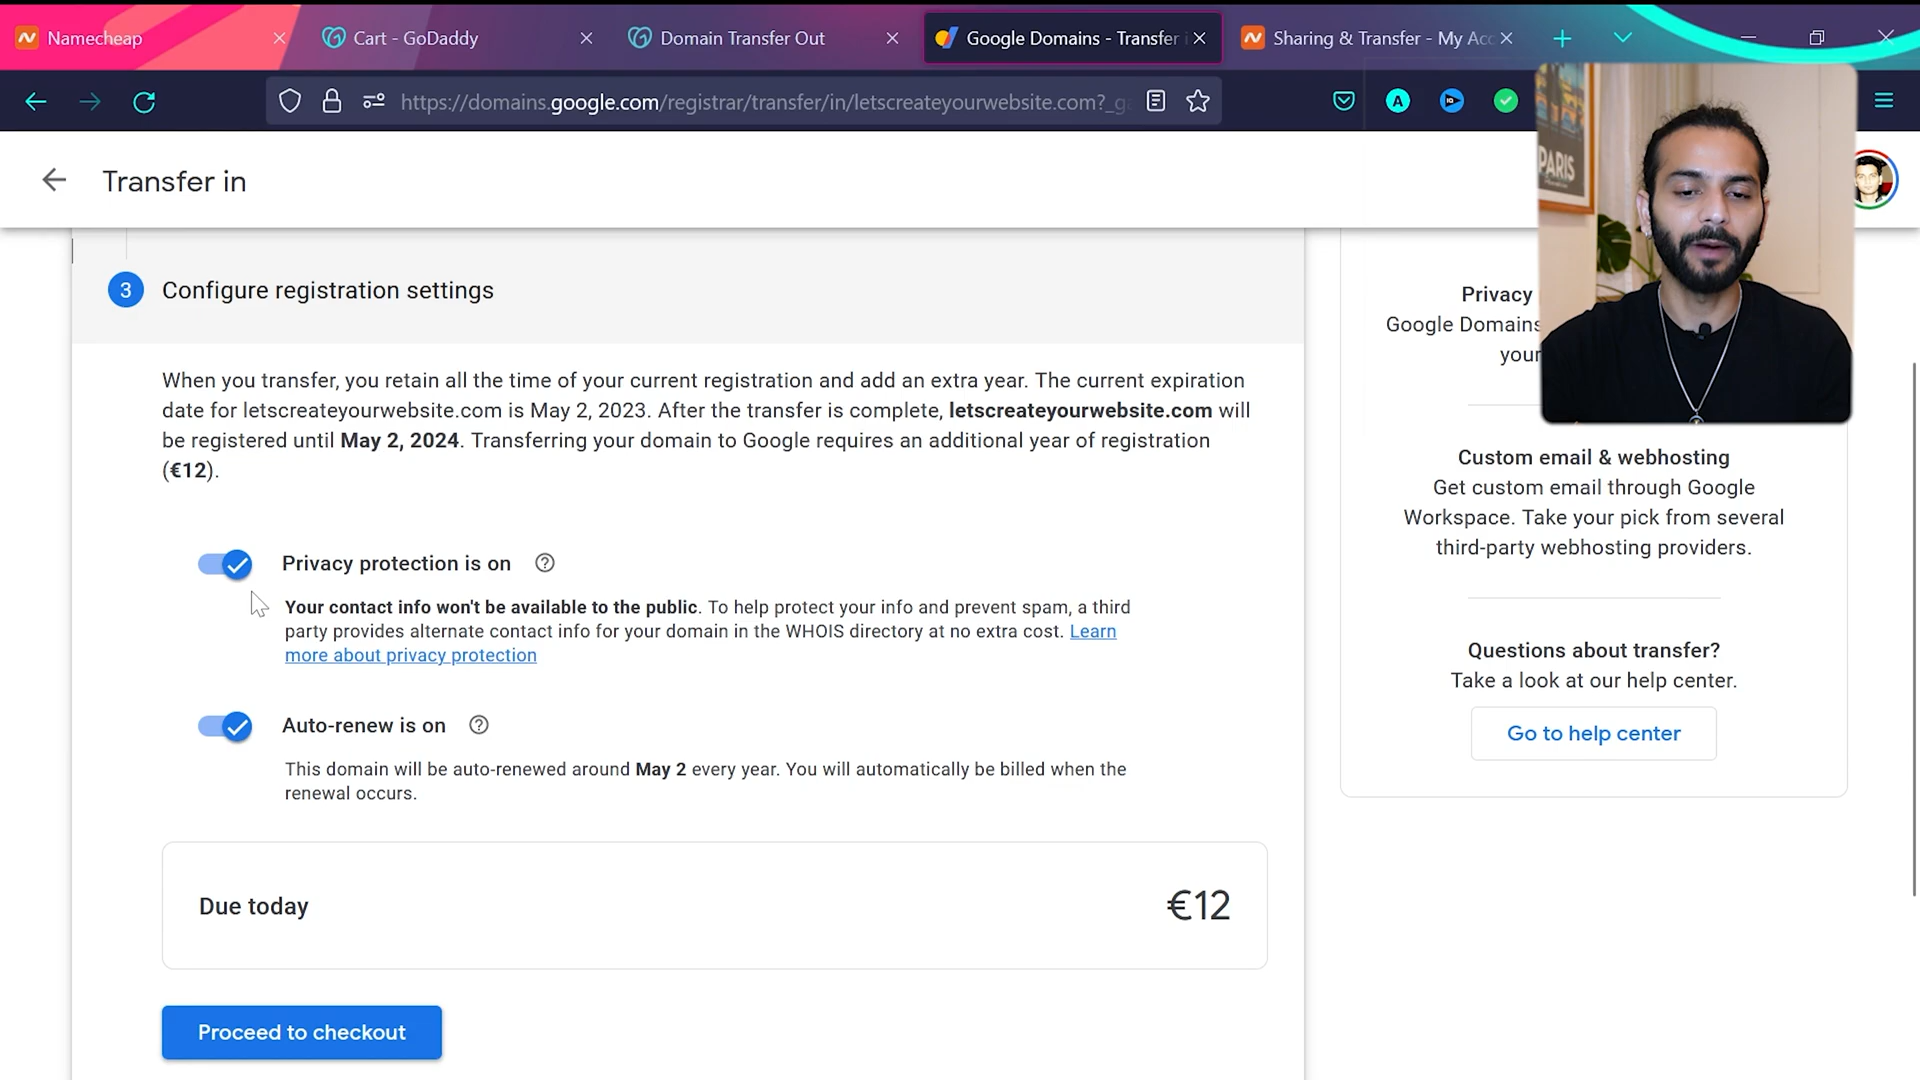 Namecheap
Cart - GoDaddy
Domain Transfer Out
Google Domains - Transfer i
Sharing & Transfer - My Acc
https://domains.google.com/registrar/transfer/in/letscreateyourwebsite.com?_ga
A
Transfer in
PARIS
3 Configure registration settings
When you transfer, you retain all the time of your current registration and add an extra year. The current expiration
date for letscreateyourwebsite.com is May 2, 2023. After the transfer is complete, letscreateyourwebsite.com will
be registered until May 2, 2024. Transferring your domain to Google requires an additional year of registration
(€12).
Privacy protection is on
Your contact info won't be available to the public. To help protect your info and prevent spam, a third
party provides alternate contact info for your domain in the WHOIS directory at no extra cost. Learn
more about privacy protection
Auto-renew is on
This domain will be auto-renewed around May 2 every year. You will automatically be billed when the
renewal occurs.
Due today
€12
Proceed to checkout
Privacy
Google Domains
your
Custom email & webhosting
Get custom email through Google
Workspace. Take your pick from several
third-party webhosting providers.
Questions about transfer?
Take a look at our help center.
Go to help center